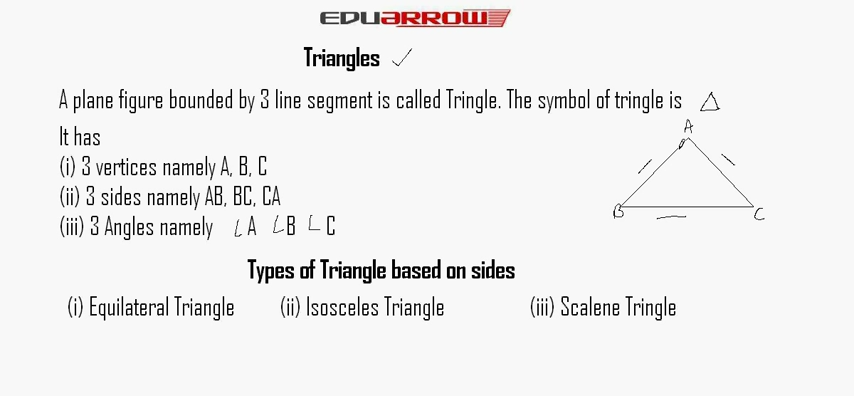 EDUARROW
Triangles ✓
A plane figure bounded by 3 line segment is called Tringle. The symbol of tringle is △
It has
(i) 3 vertices namely A, B, C
(ii) 3 sides namely AB, BC, CA
(iii) 3 Angles namely ∠A ∠B ∠C
A
B
C
Types of Triangle based on sides
(i) Equilateral Triangle (ii) Isosceles Triangle (iii) Scalene Tringle